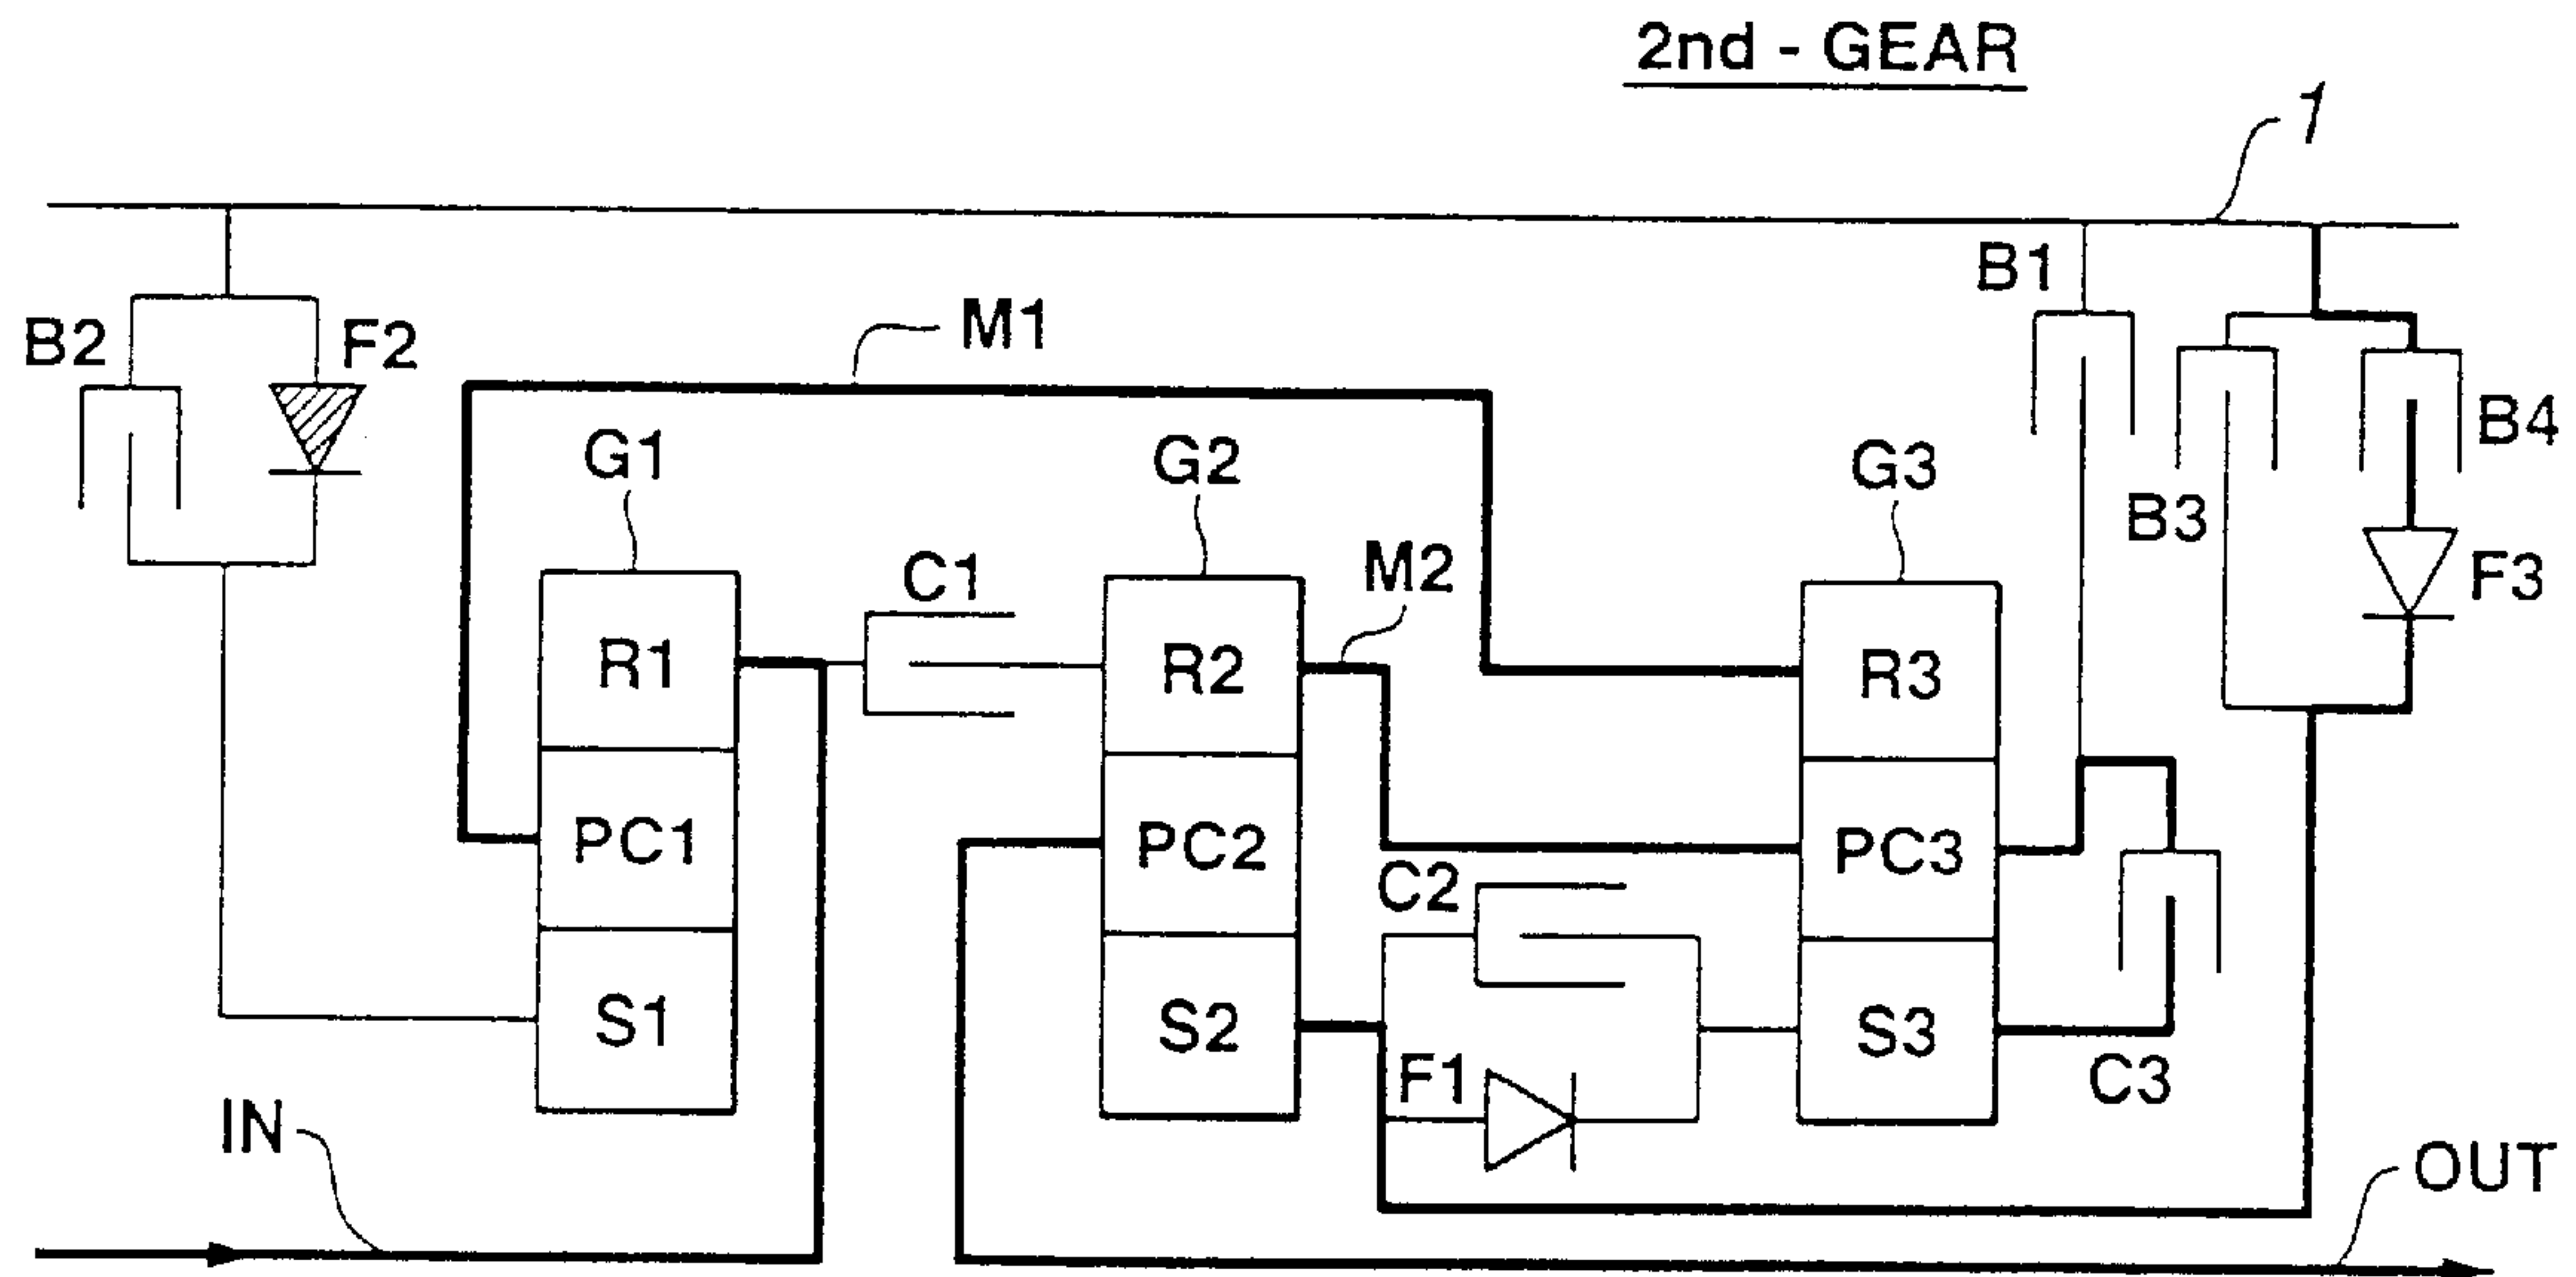 2nd - GEAR
1
B1
B2
F2
M1
B4
G1
G2
G3
B3
M2
C1
F3
R1
R2
R3
PC1
PC2
PC3
C2
S1
S2
S3
F1
C3
IN
OUT